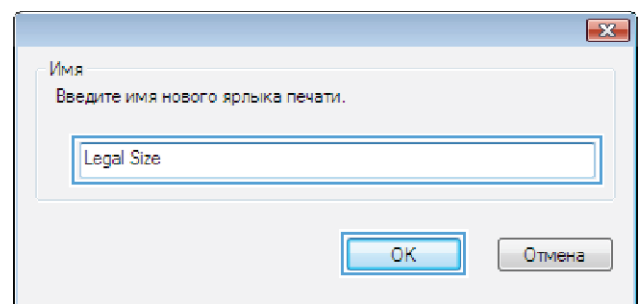 Имя
Введите имя нового ярлыка печати.
Legal Size
OK
Отмена